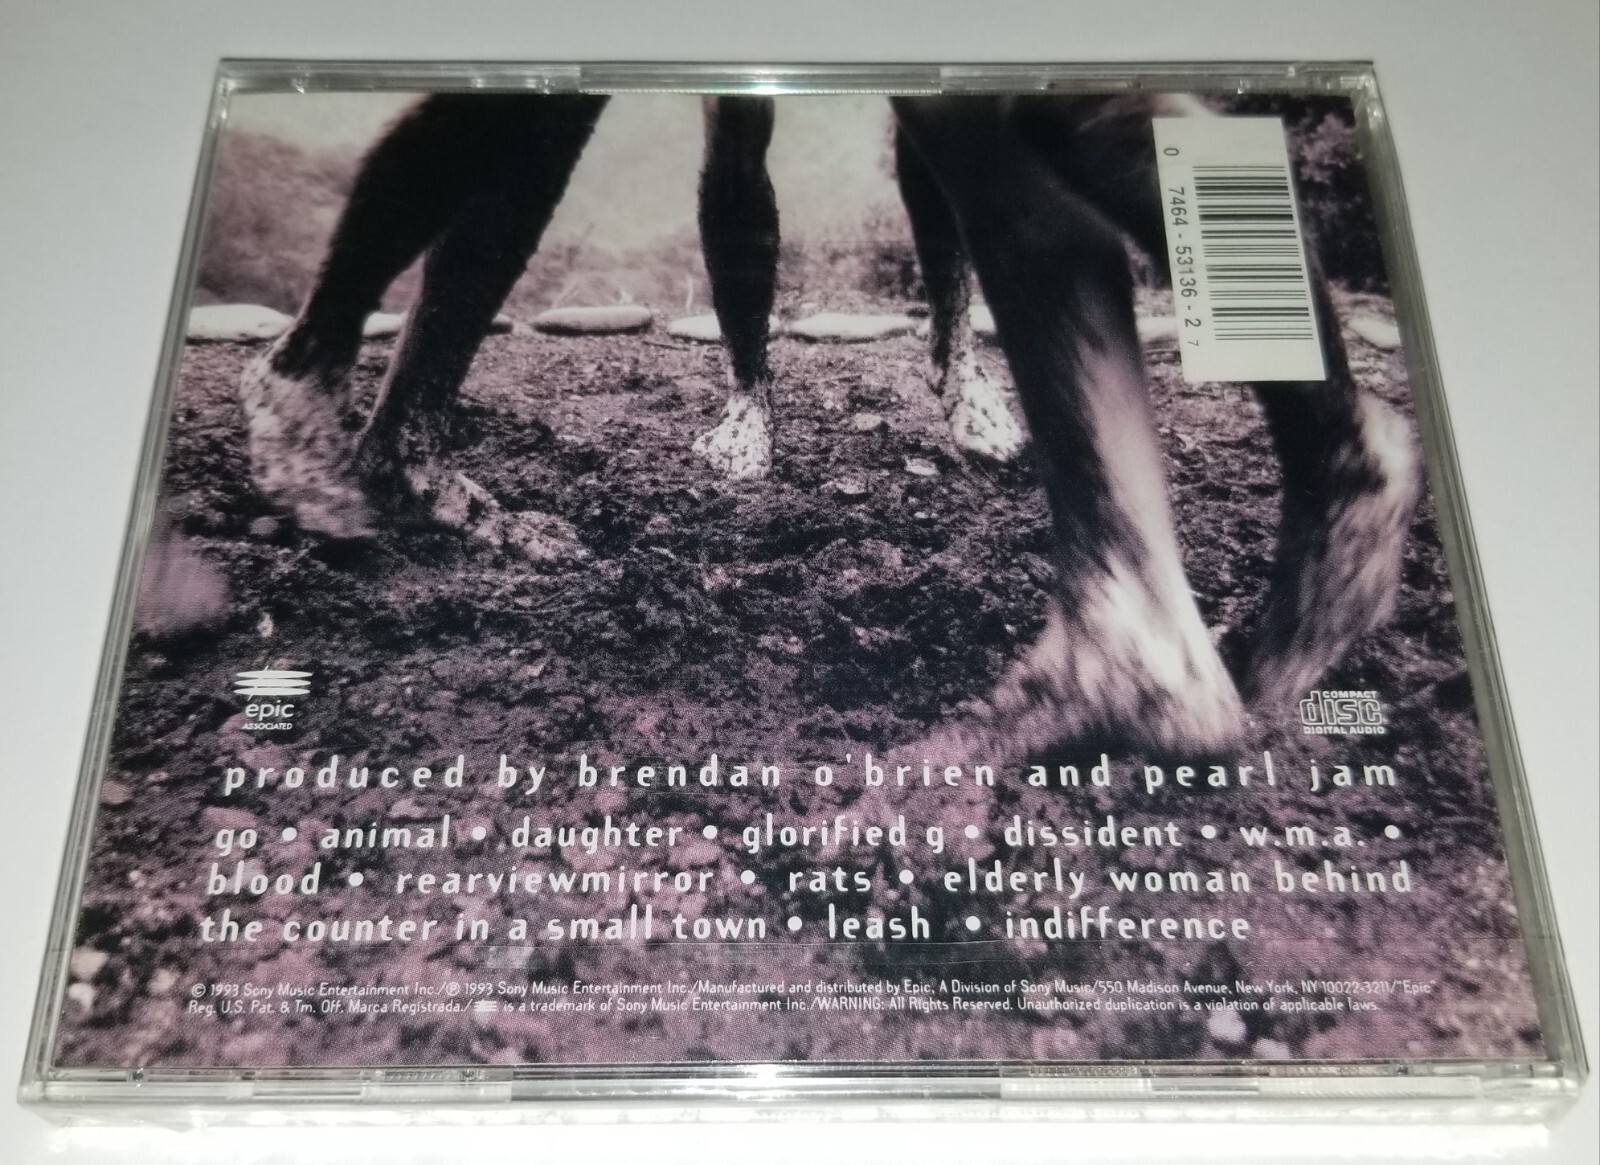 0 7464 - 53136 - 2 7
epic
ASSOCIATED
COMPACT
disc
DIGITAL AUDIO
produced by brendan o'brien and pearl jam
go • animal • daughter • glorified g • dissident • w.m.a. •
blood • rearviewmirror • rats • elderly woman behind
the counter in a small town • leash • indifference
© 1993 Sony Music Entertainment Inc./℗ 1993 Sony Music Entertainment Inc./Manufactured and distributed by Epic, A Division of Sony Music/550 Madison Avenue, New York, NY 10022-3211/"Epic"
Reg. U.S. Pat. & Tm. Off. Marca Registrada./ is a trademark of Sony Music Entertainment Inc./WARNING: All Rights Reserved. Unauthorized duplication is a violation of applicable laws.